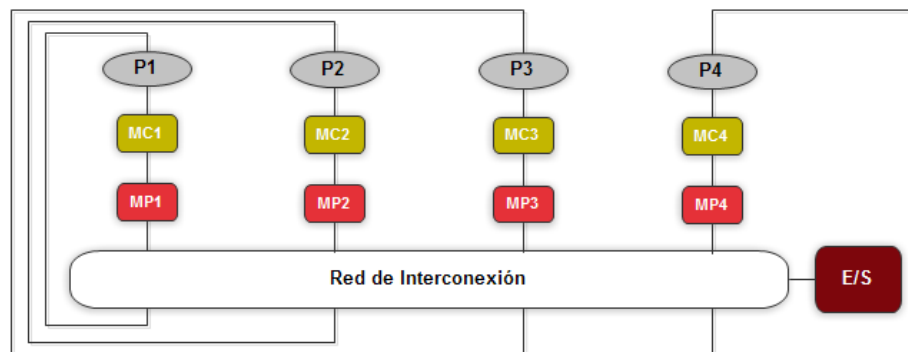 P1 P2 P3 P4
MC1 MC2 MC3 MC4
MP1 MP2 MP3 MP4
Red de Interconexión E/S